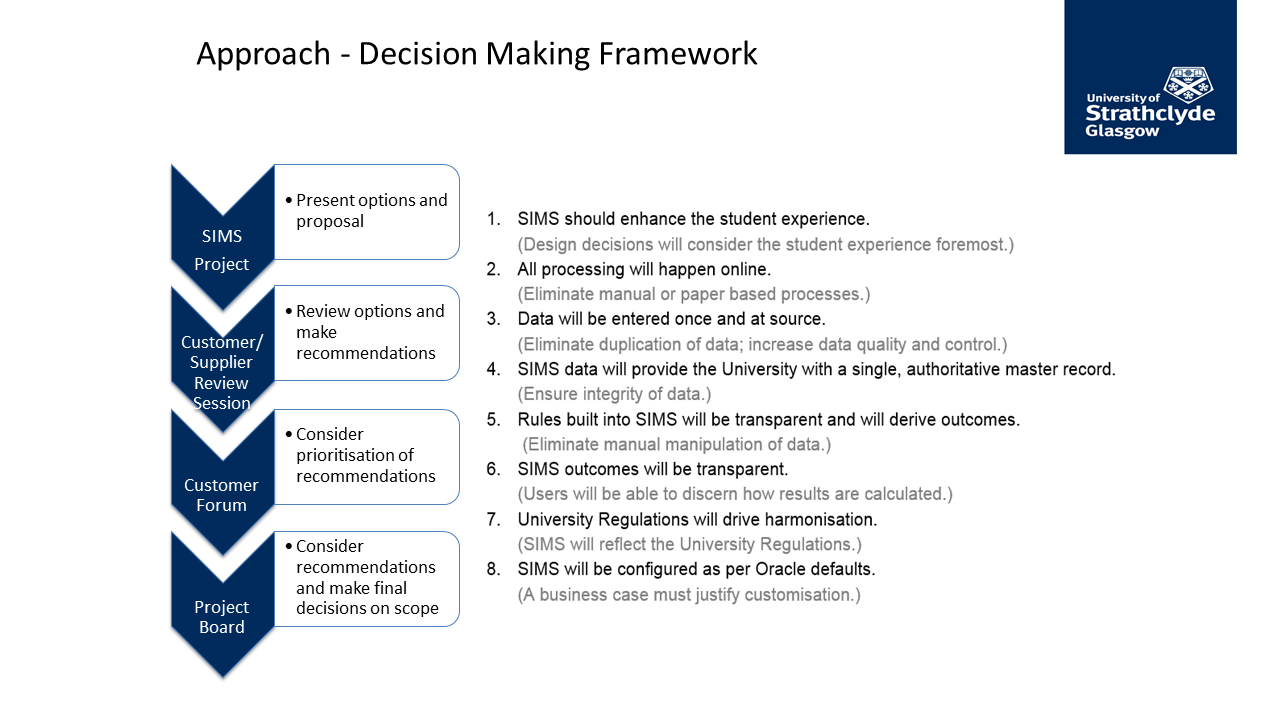 Approach - Decision Making Framework
University of
Strathclyde
Glasgow
SIMS
Project
• Present options and
proposal
Customer/
Supplier
Review
Session
• Review options and
make
recommendations
Customer
Forum
• Consider
prioritisation of
recommendations
Project
Board
• Consider
recommendations
and make final
decisions on scope
1. SIMS should enhance the student experience.
(Design decisions will consider the student experience foremost.)
2. All processing will happen online.
(Eliminate manual or paper based processes.)
3. Data will be entered once and at source.
(Eliminate duplication of data; increase data quality and control.)
4. SIMS data will provide the University with a single, authoritative master record.
(Ensure integrity of data.)
5. Rules built into SIMS will be transparent and will derive outcomes.
(Eliminate manual manipulation of data.)
6. SIMS outcomes will be transparent.
(Users will be able to discern how results are calculated.)
7. University Regulations will drive harmonisation.
(SIMS will reflect the University Regulations.)
8. SIMS will be configured as per Oracle defaults.
(A business case must justify customisation.)